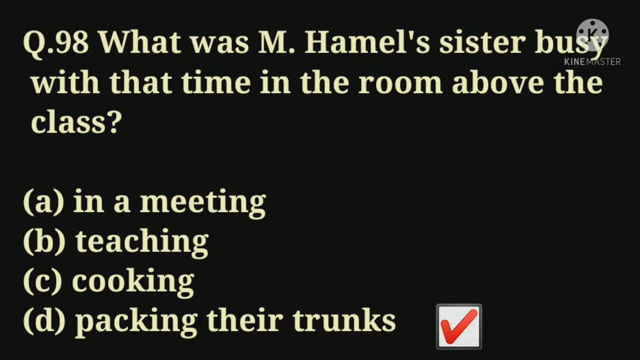 Q.98 What was M. Hamel's sister busy
with that time in the room above the
class?
(a) in a meeting
(b) teaching
(c) cooking
(d) packing their trunks
K
KINEMASTER